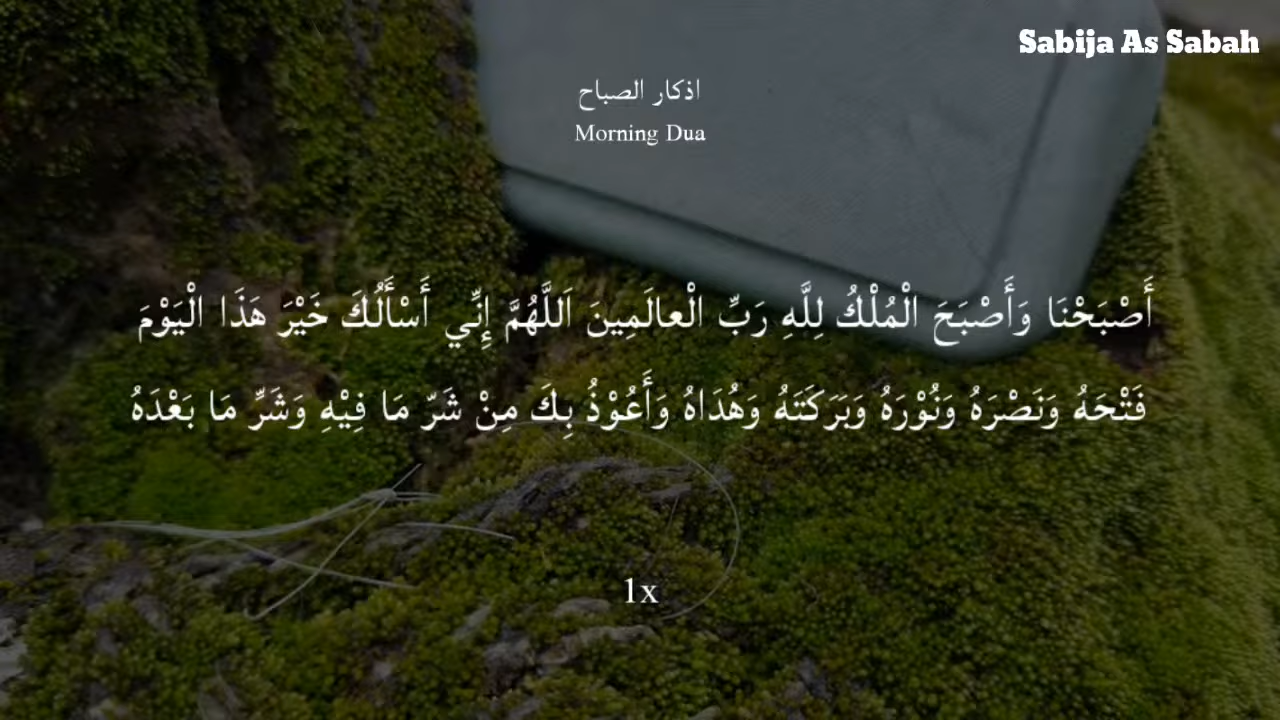 Sabija As Sabah
اذكار الصباح
Morning Dua
أَصْبَحْنَا وَأَصْبَحَ الْمُلْكُ لِلَّهِ رَبِّ الْعالَمِينَ اَللَّهُمَّ إِنِّي أَسْأَلُكَ خَيْرَ هَذَا الْيَوْمَ
فَتْحَهُ وَنَصْرَهُ وَنُوْرَهُ وَبَرَكَتَهُ وَهُدَاهُ وَأَعُوْذُ بِكَ مِنْ شَرّ مَا فِيْهِ وَشَرِّ مَا بَعْدَهُ
1x